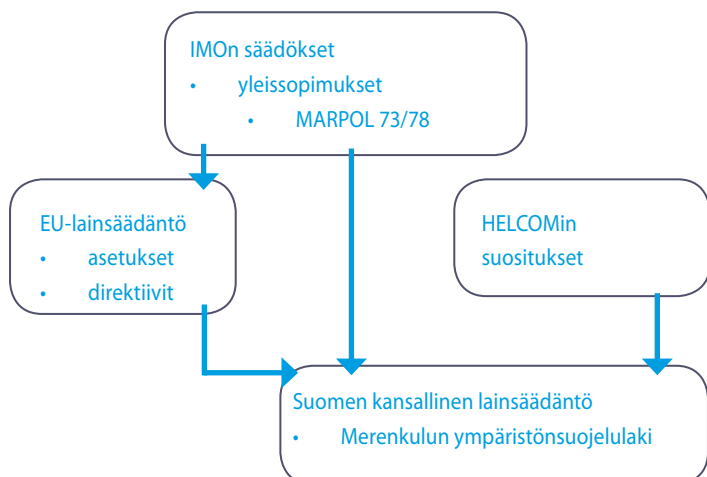 IMOn säädökset
• yleissopimukset
• MARPOL 73/78
EU-lainsäädäntö
• asetukset
• direktiivit
HELCOMin
suositukset
Suomen kansallinen lainsäädäntö
• Merenkulun ympäristönsuojelulaki